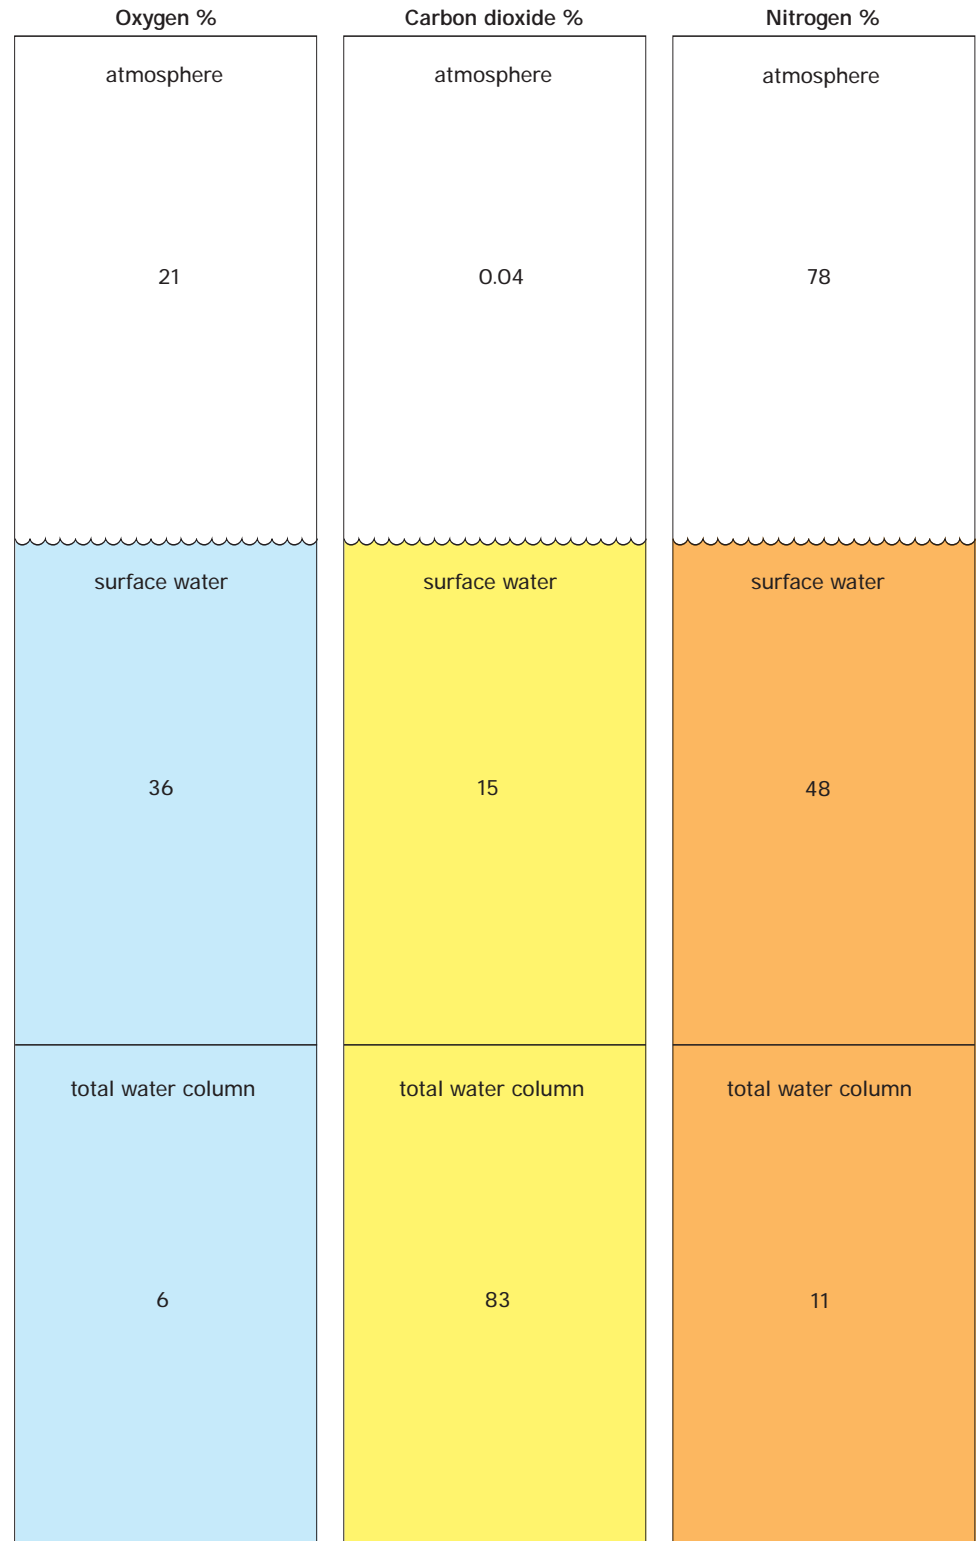 Oxygen %
Carbon dioxide %
Nitrogen %
atmosphere
atmosphere
atmosphere
21
0.04
78
surface water
surface water
surface water
36
15
48
total water column
total water column
total water column
6
83
11